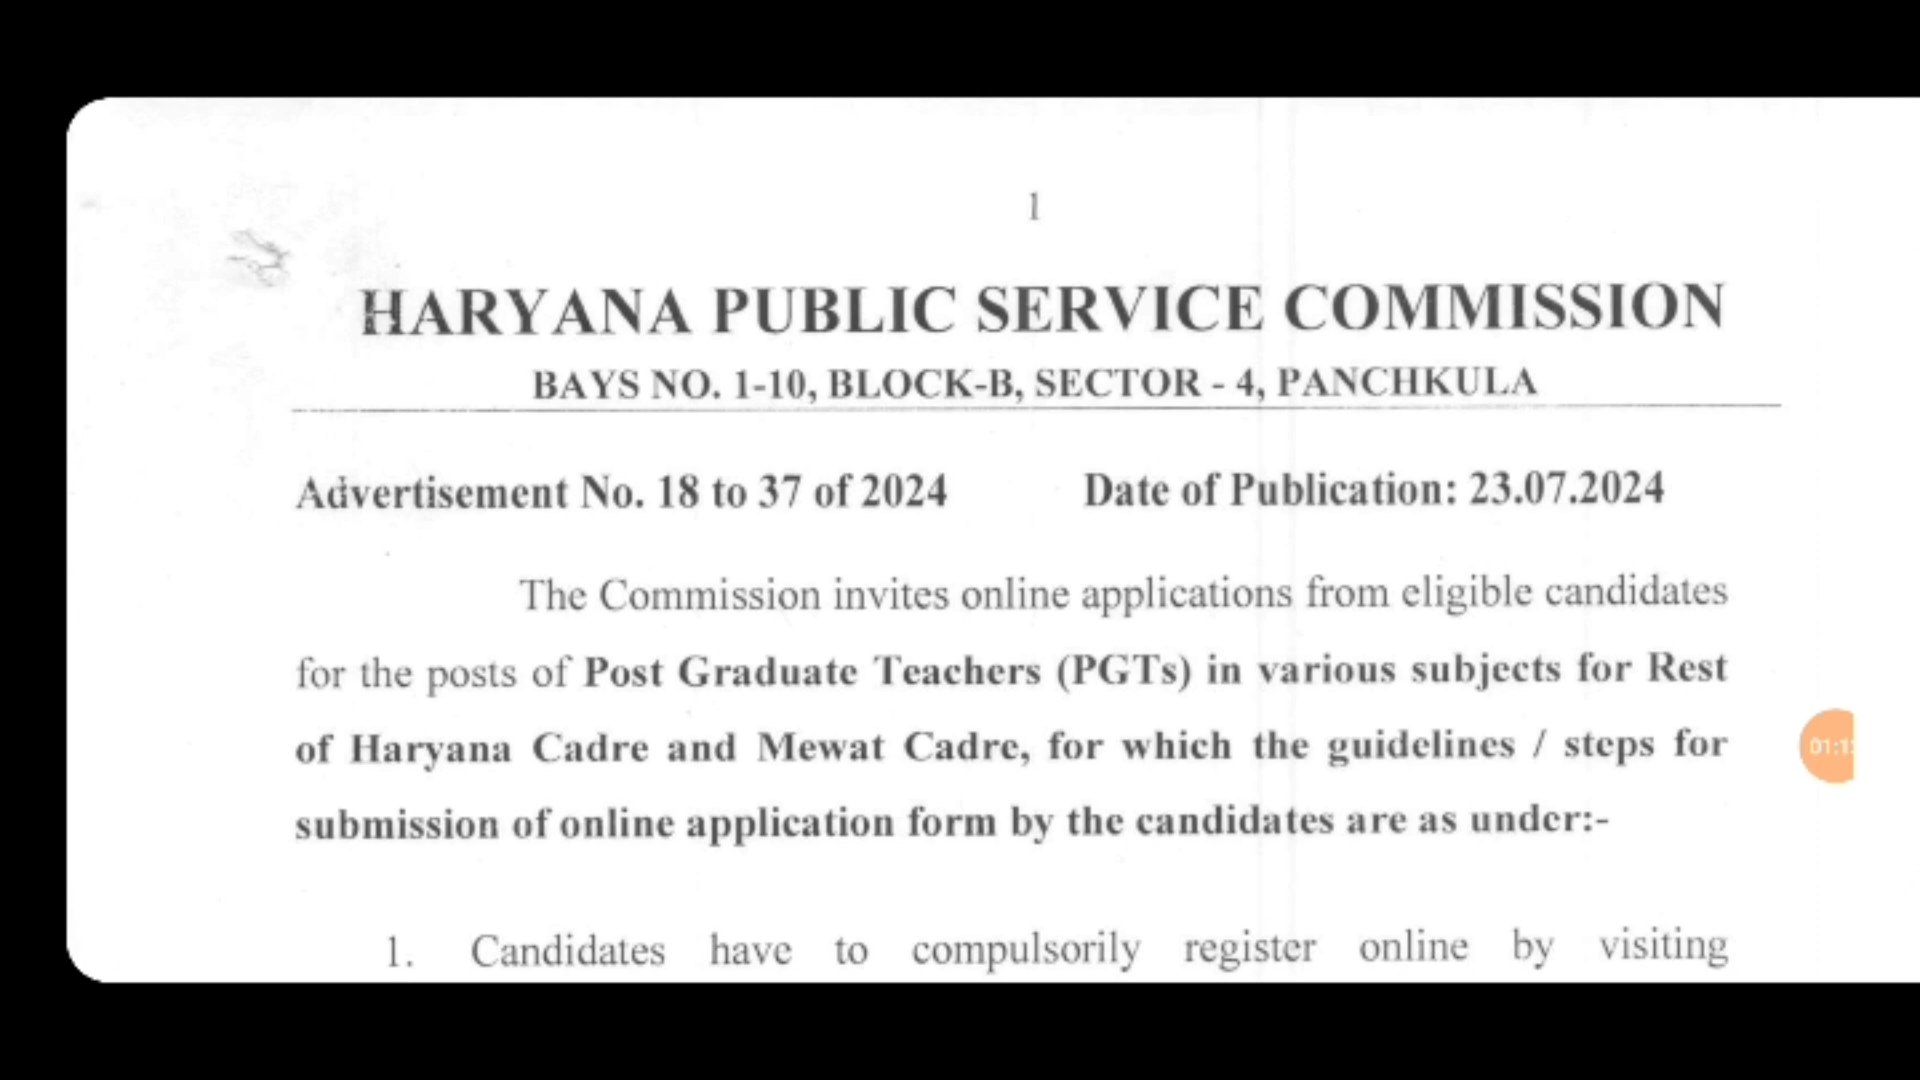 1
HARYANA PUBLIC SERVICE COMMISSION
BAYS NO. 1-10, BLOCK-B, SECTOR - 4, PANCHKULA
Advertisement No. 18 to 37 of 2024 Date of Publication: 23.07.2024
The Commission invites online applications from eligible candidates
for the posts of Post Graduate Teachers (PGTs) in various subjects for Rest
of Haryana Cadre and Mewat Cadre, for which the guidelines / steps for
submission of online application form by the candidates are as under:-
1. Candidates have to compulsorily register online by visiting